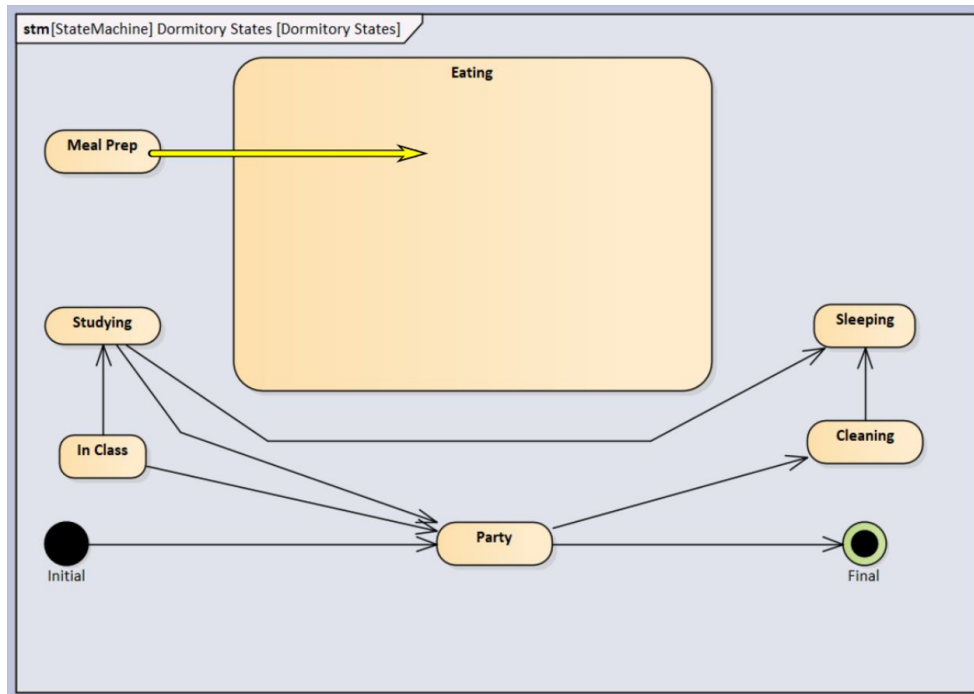 stm [StateMachine] Dormitory States [Dormitory States]
Eating
Meal Prep
Studying
Sleeping
In Class
Cleaning
Party
Initial
Final